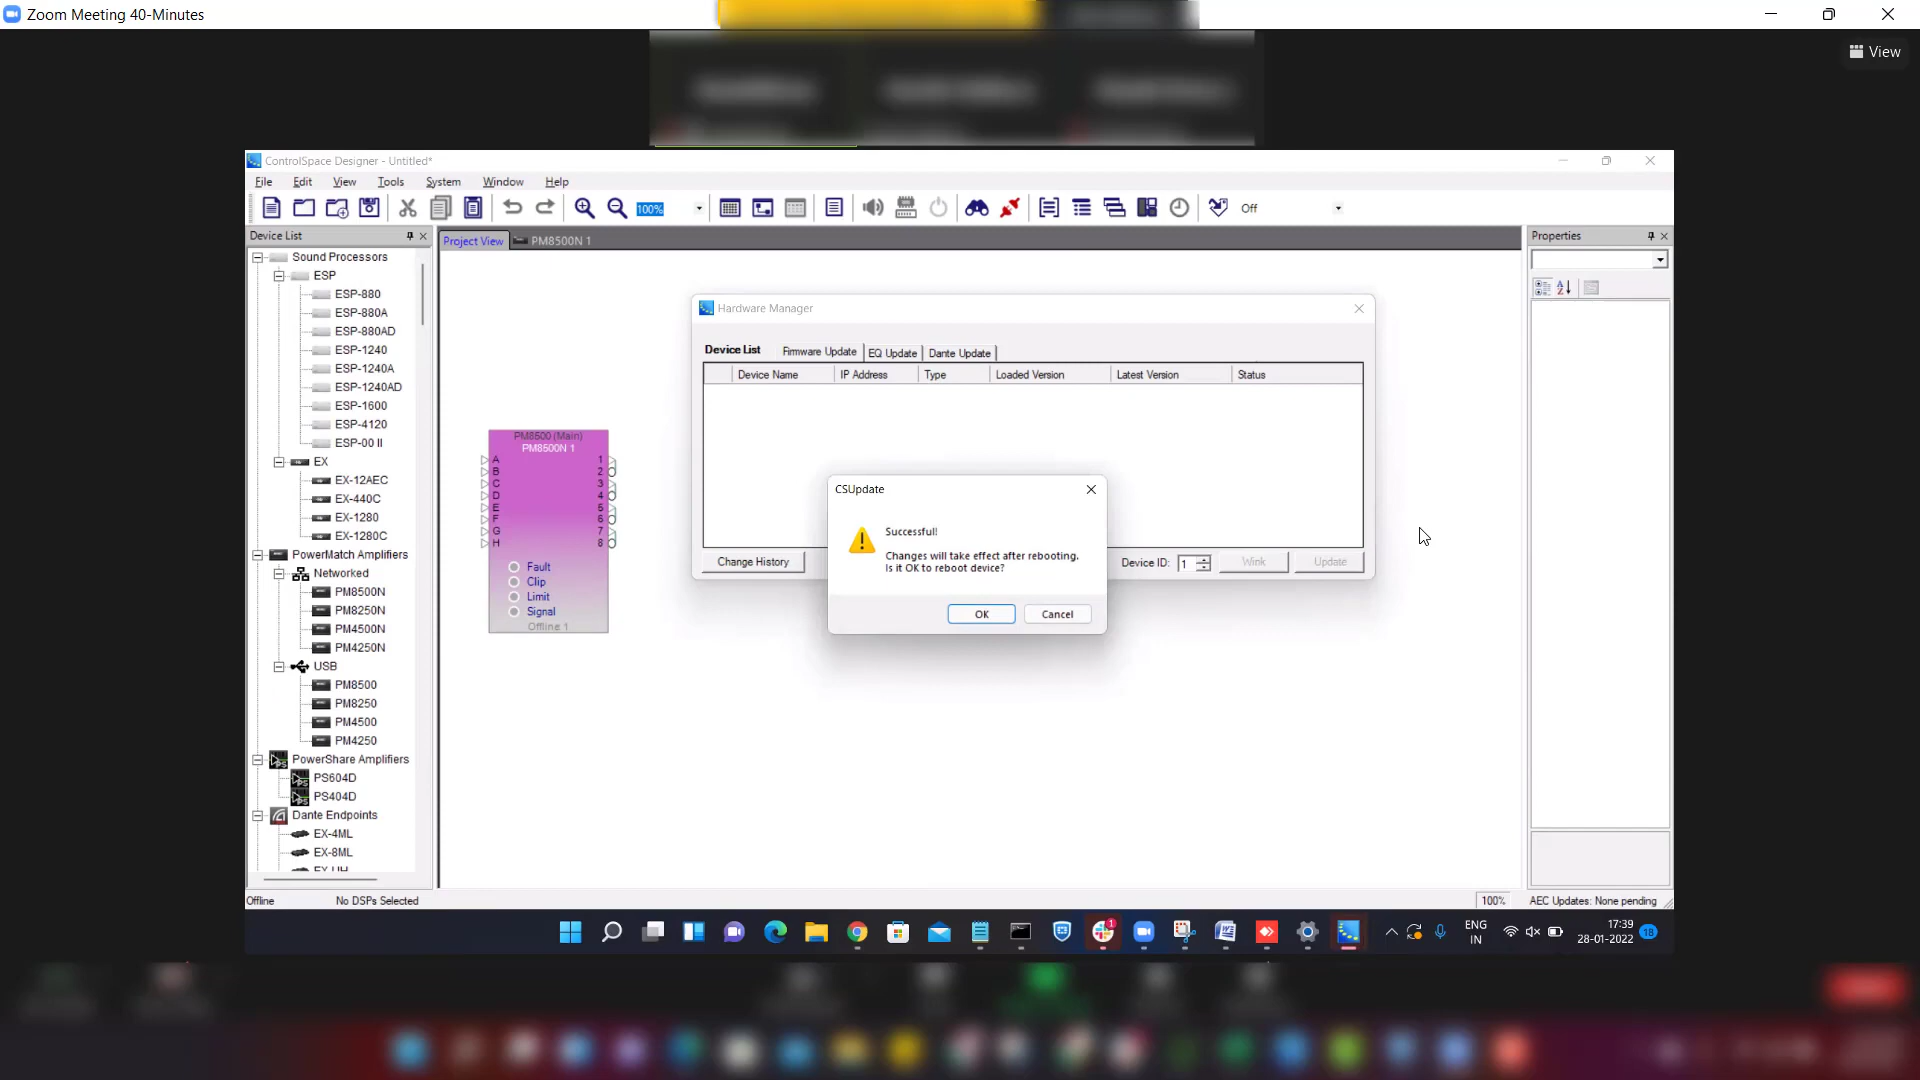 Zoom Meeting 40-Minutes
View
ControlSpace Designer - Untitled*
File Edit View Tools System Window Help
100% Off
Device List
Project View PM8500N 1
Properties
Sound Processors
ESP
ESP-880
ESP-880A
ESP-880AD
ESP-1240
ESP-1240A
ESP-1240AD
ESP-1600
ESP-4120
ESP-00 II
EX
EX-12AEC
EX-440C
EX-1280
EX-1280C
PowerMatch Amplifiers
Networked
PM8500N
PM8250N
PM4500N
PM4250N
USB
PM8500
PM8250
PM4500
PM4250
PowerShare Amplifiers
PS604D
PS404D
Dante Endpoints
EX-4ML
EX-8ML
EX-UH
PM8500 (Main)
PM8500N 1
A 1
B 2
C 3
D 4
E 5
F 6
G 7
H 8
Fault
Clip
Limit
Signal
Offline 1
Hardware Manager
Device List Firmware Update EQ Update Dante Update
Device Name IP Address Type Loaded Version Latest Version Status
Change History Device ID: 1 Wink Update
CSUpdate
Successful!
Changes will take effect after rebooting.
Is it OK to reboot device?
OK Cancel
Offline No DSPs Selected 100% AEC Updates: None pending
1
ENG
IN
17:39
28-01-2022
18